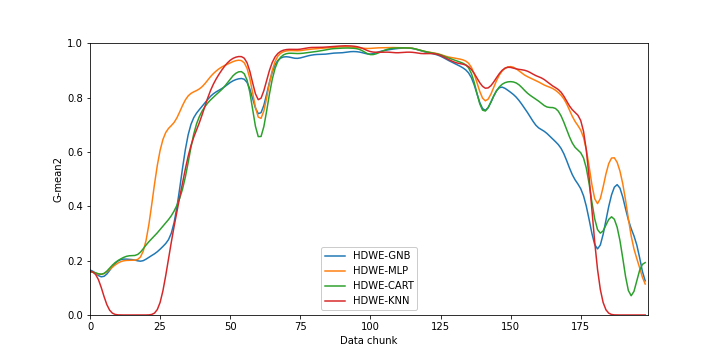 1.0
0.8
0.6
0.4
0.2
0.0
G-mean2
HDWE-GNB
HDWE-MLP
HDWE-CART
HDWE-KNN
0 25 50 75 100 125 150 175
Data chunk